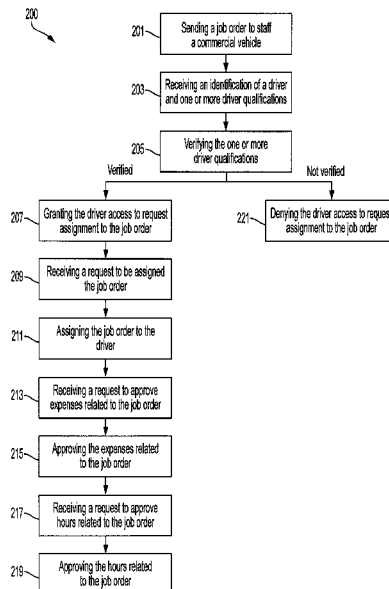 200
201
Sending a job order to staff
a commercial vehicle
203
Receiving an identification of a driver
and one or more driver qualifications
205
Verifying the one or more
driver qualifications
Verified
Not verified
207
Granting the driver access to request
assignment to the job order
221
Denying the driver access to request
assignment to the job order
209
Receiving a request to be assigned
the job order
211
Assigning the job order to the
driver
213
Receiving a request to approve
expenses related to the job order
215
Approving the expenses related
to the job order
217
Receiving a request to approve
hours related to the job order
219
Approving the hours related
to the job order